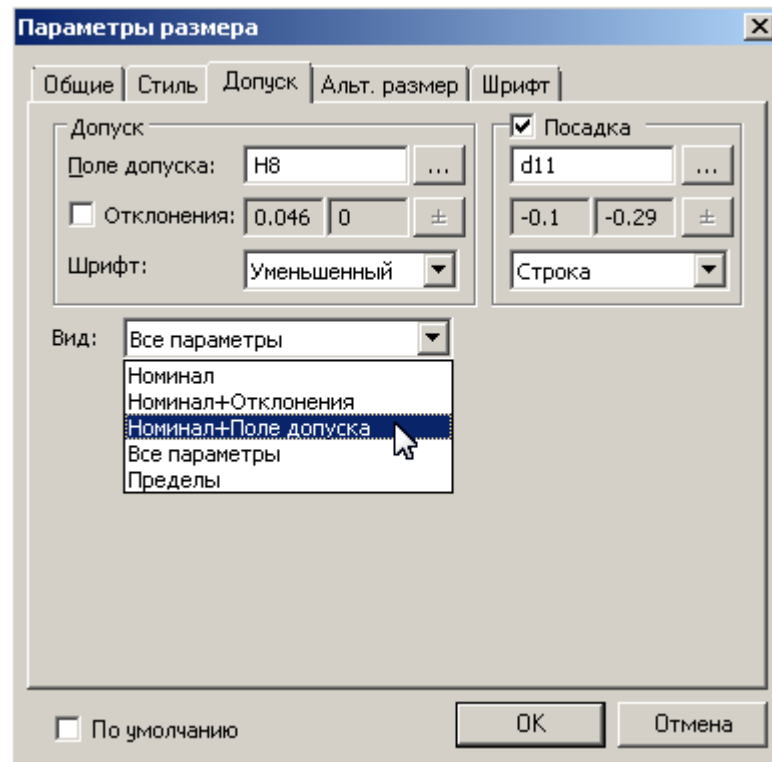 Параметры размера
Общие Стиль Допуск Альт. размер Шрифт
Допуск Посадка
Поле допуска: H8 ... d11 ...
Отклонения: 0.046 0 ± -0.1 -0.29 ±
Шрифт: Уменьшенный Строка
Вид: Все параметры
Номинал
Номинал+Отклонения
Номинал+Поле допуска
Все параметры
Пределы
По умолчанию OK Отмена